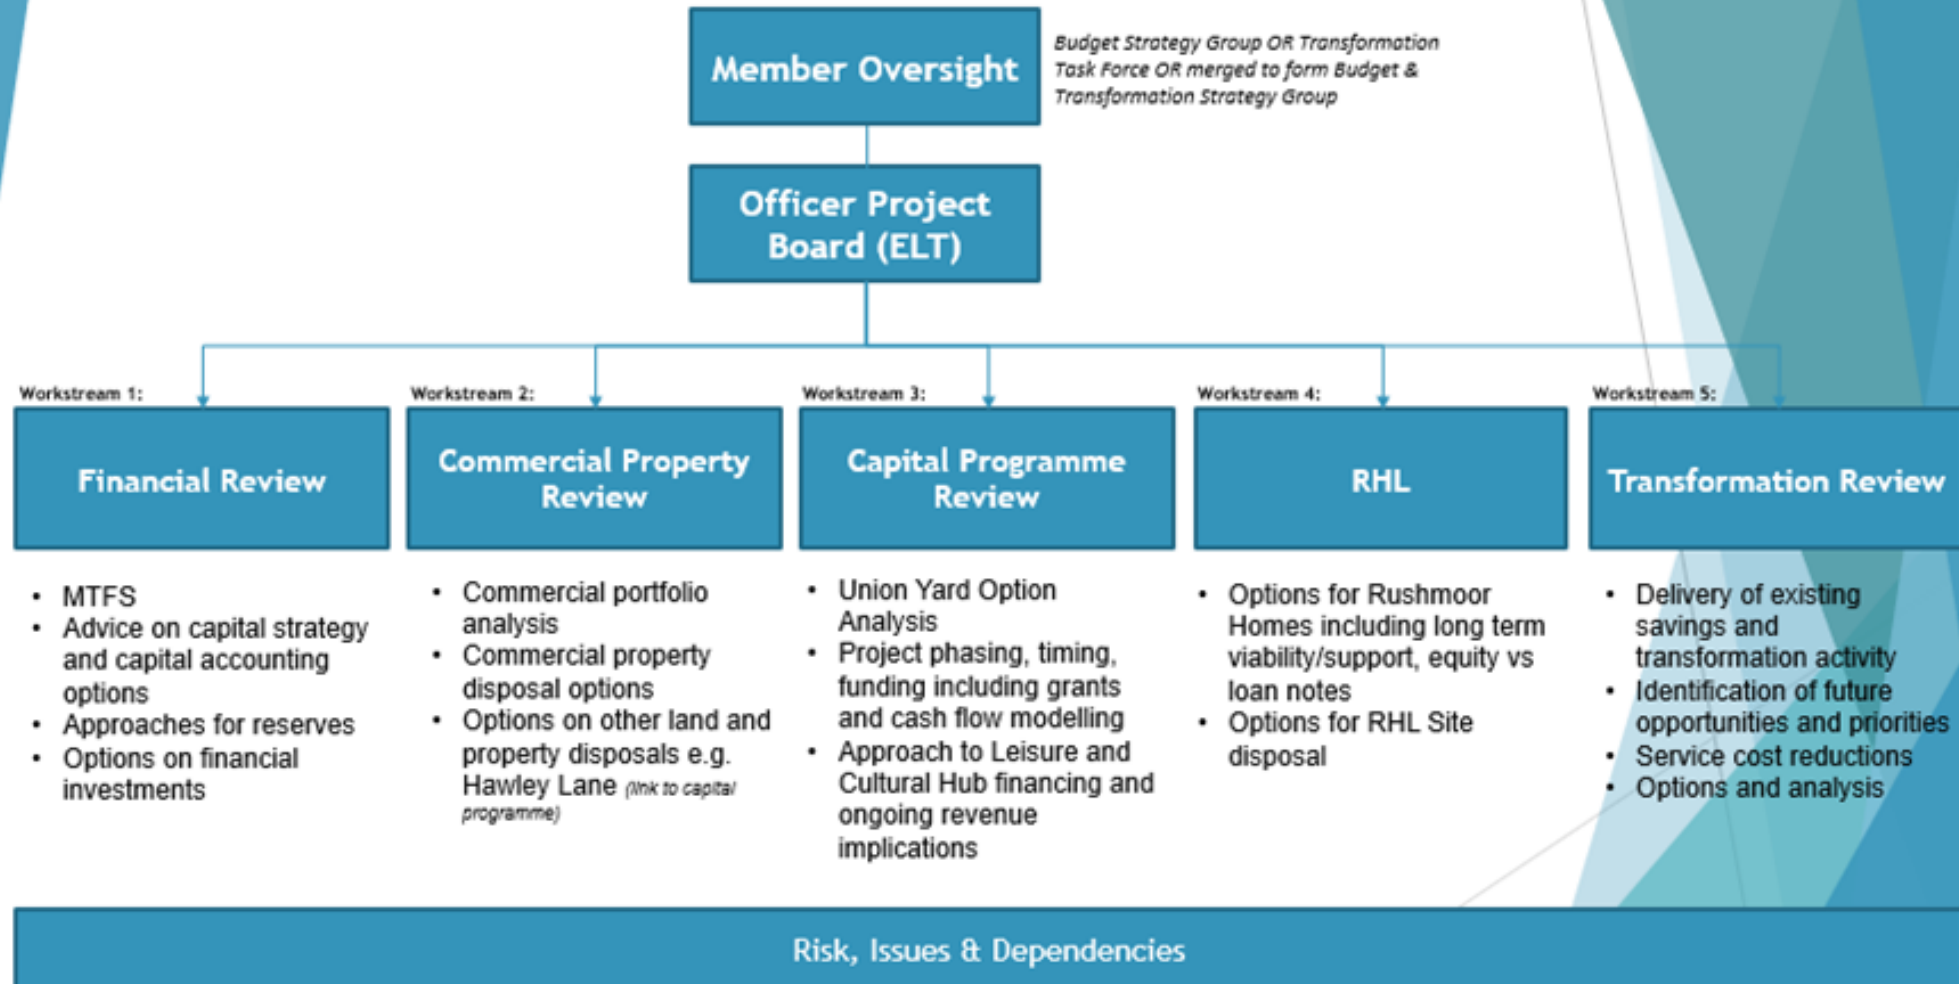 Member Oversight
Budget Strategy Group OR Transformation
Task Force OR merged to form Budget &
Transformation Strategy Group
Officer Project
Board (ELT)
Workstream 1:
Financial Review
• MTFS
• Advice on capital strategy
and capital accounting
options
• Approaches for reserves
• Options on financial
investments
Workstream 2:
Commercial Property
Review
• Commercial portfolio
analysis
• Commercial property
disposal options
• Options on other land and
property disposals e.g.
Hawley Lane (link to capital
programme)
Workstream 3:
Capital Programme
Review
• Union Yard Option
Analysis
• Project phasing, timing,
funding including grants
and cash flow modelling
• Approach to Leisure and
Cultural Hub financing and
ongoing revenue
implications
Workstream 4:
RHL
• Options for Rushmoor
Homes including long term
viability/support, equity vs
loan notes
• Options for RHL Site
disposal
Workstream 5:
Transformation Review
• Delivery of existing
savings and
transformation activity
• Identification of future
opportunities and priorities
• Service cost reductions
• Options and analysis
Risk, Issues & Dependencies